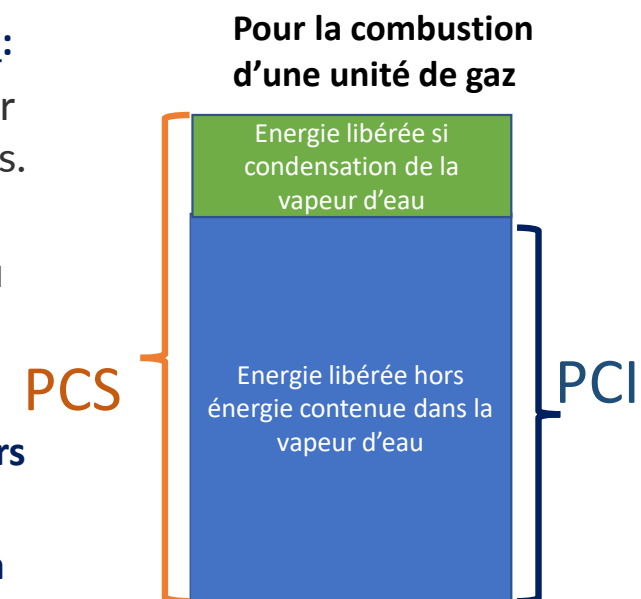 :
r
s.
Pour la combustion
d’une unité de gaz
Energie libérée si
condensation de la
vapeur d’eau
PCS
Energie libérée hors
énergie contenue dans la
vapeur d’eau
PCI
rs